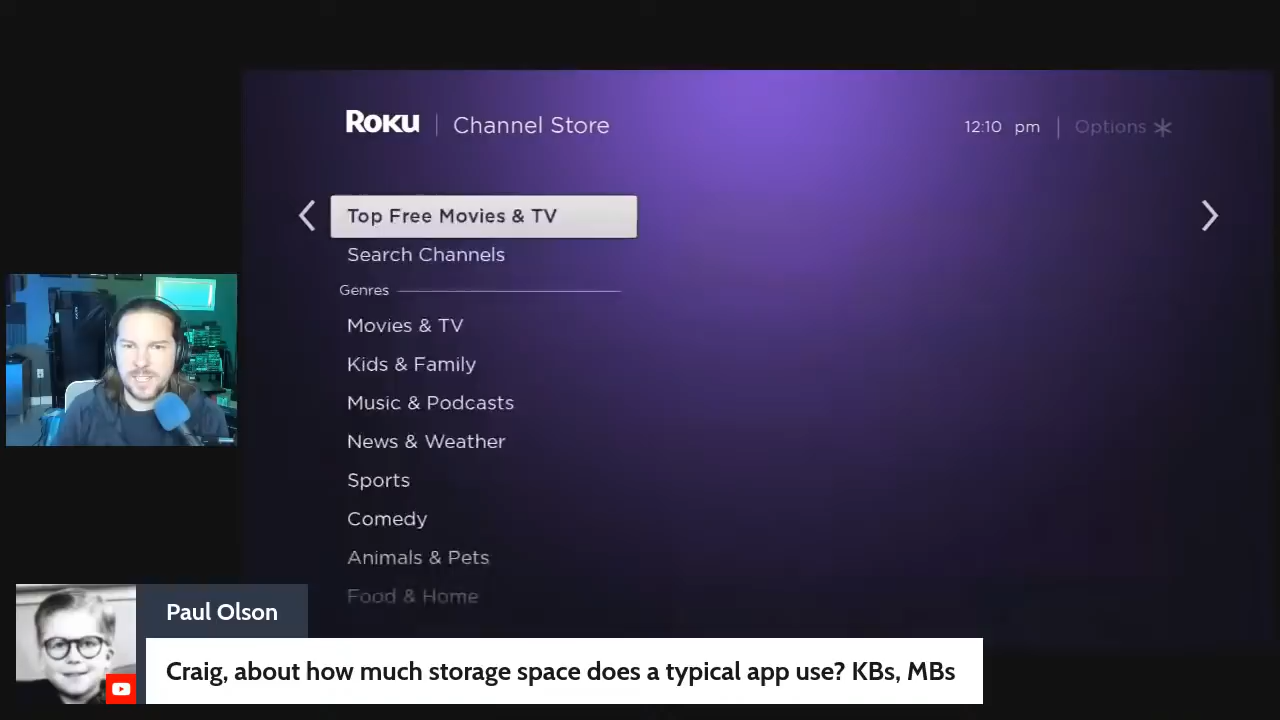 Roku | Channel Store
12:10 pm | Options
Top Free Movies & TV
Search Channels
Genres
Movies & TV
Kids & Family
Music & Podcasts
News & Weather
Sports
Comedy
Animals & Pets
Food & Home
Paul Olson
Craig, about how much storage space does a typical app use? KBs, MBs